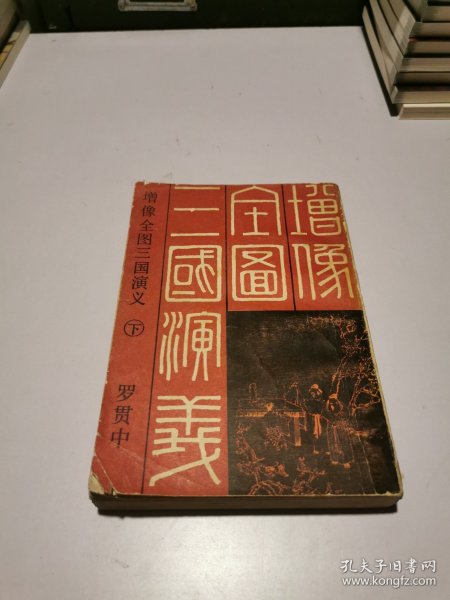 增像
全圖
三國演義
增像全图三国演义 下
罗贯中
孔夫子旧书网
www.kongfz.com